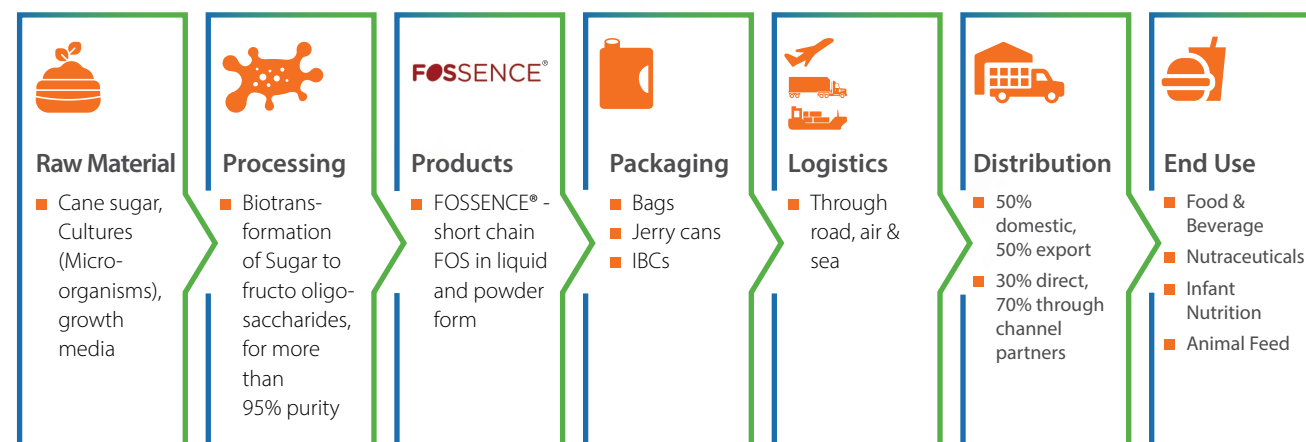 Raw Material
Cane sugar,
Cultures
(Micro-
organisms),
growth
media
Processing
Biotrans-
formation
of Sugar to
fructo oligo-
saccharides,
for more
than
95% purity
FOSSENCE®
Products
FOSSENCE® -
short chain
FOS in liquid
and powder
form
Packaging
Bags
Jerry cans
IBCs
Logistics
Through
road, air &
sea
Distribution
50%
domestic,
50% export
30% direct,
70% through
channel
partners
End Use
Food &
Beverage
Nutraceuticals
Infant
Nutrition
Animal Feed